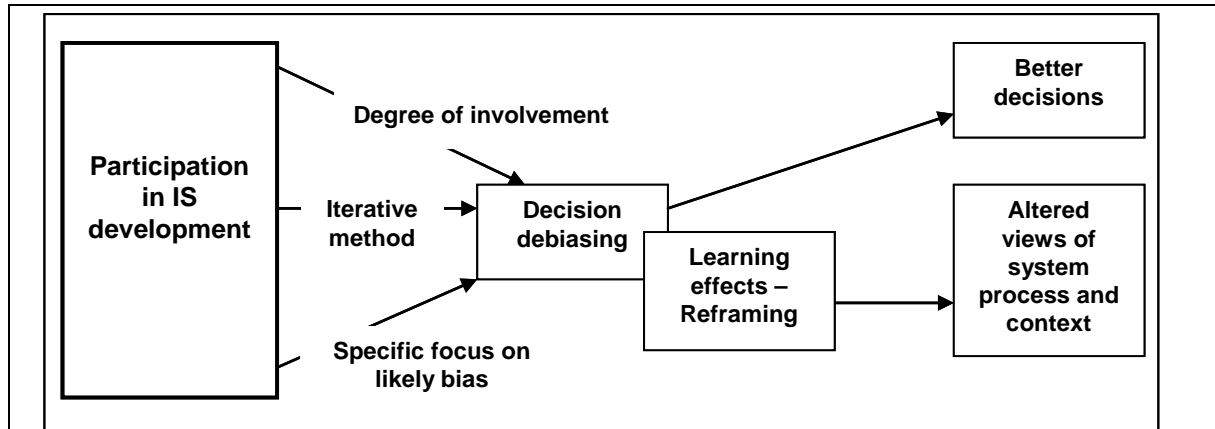 Participation
in IS
development
Degree of involvement
Iterative
method
Specific focus on
likely bias
Decision
debiasing
Learning
effects –
Reframing
Better
decisions
Altered
views of
system
process and
context